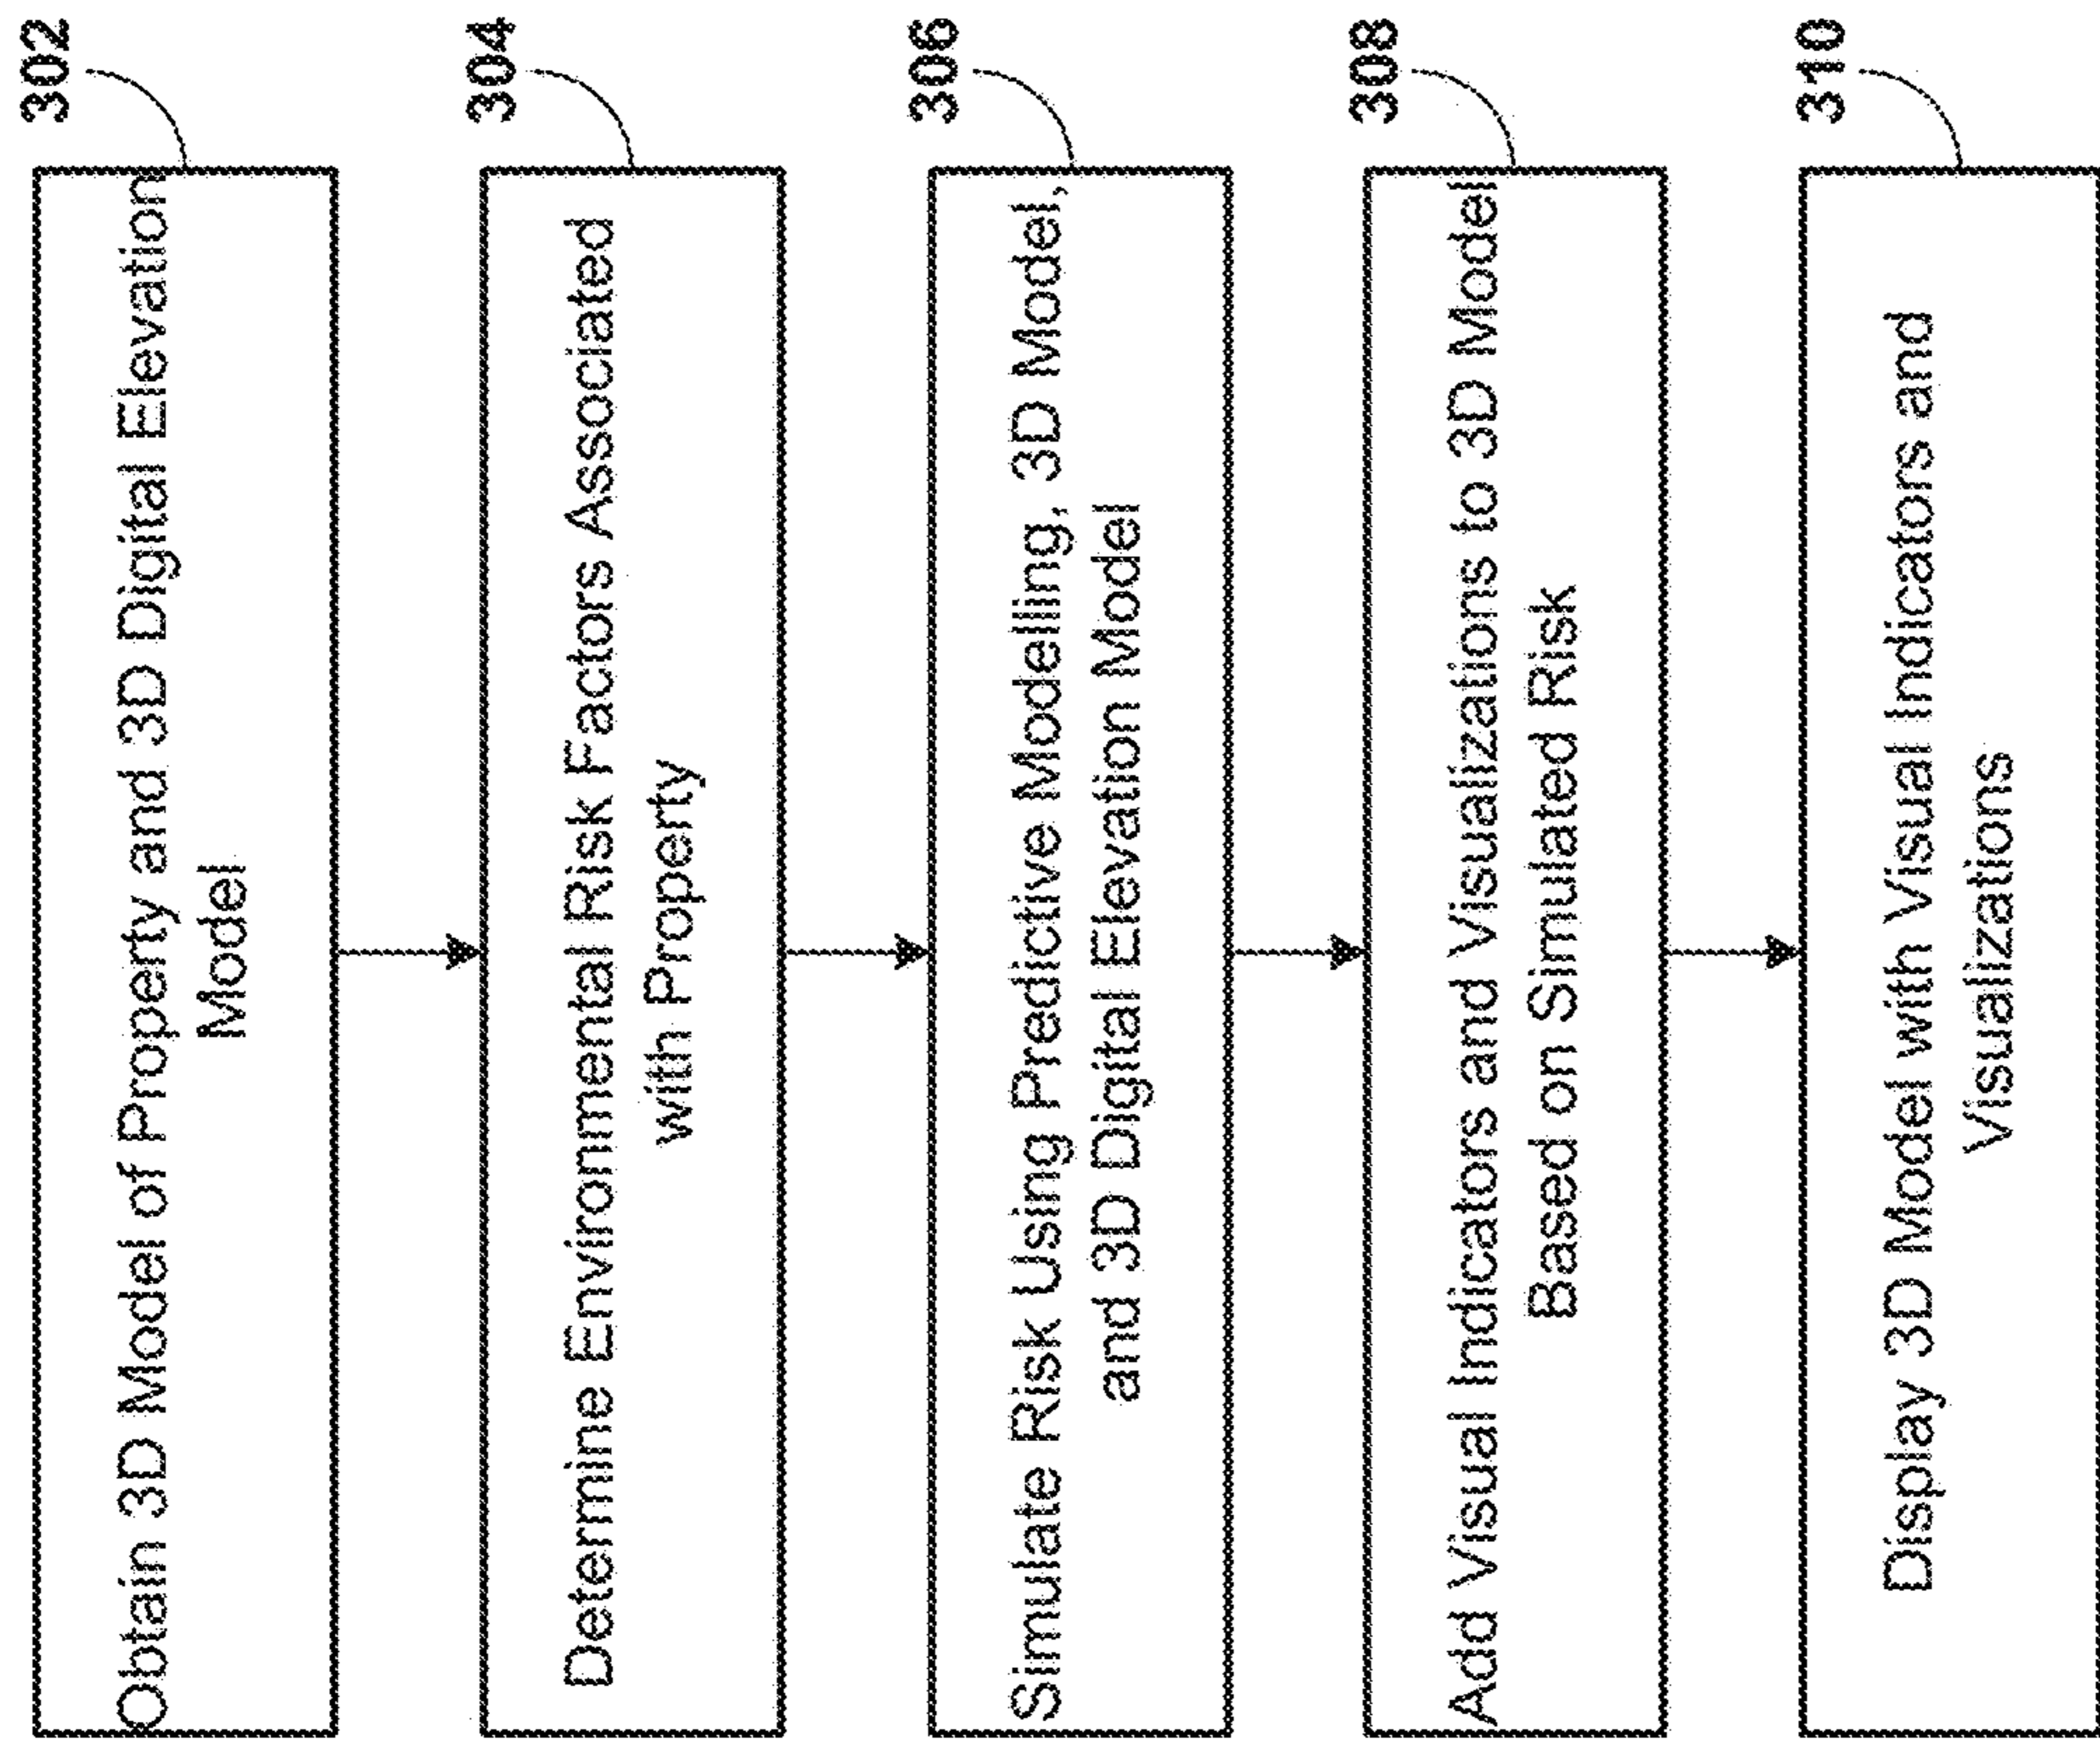 302
Obtain 3D Model of Property and 3D Digital Elevation
Model
304
Determine Environmental Risk Factors Associated
with Property
306
Simulate Risk Using Predictive Modelling, 3D Model,
and 3D Digital Elevation Model
308
Add Visual Indicators and Visualizations to 3D Model
Based on Simulated Risk
310
Display 3D Model with Visual Indicators and
Visualizations